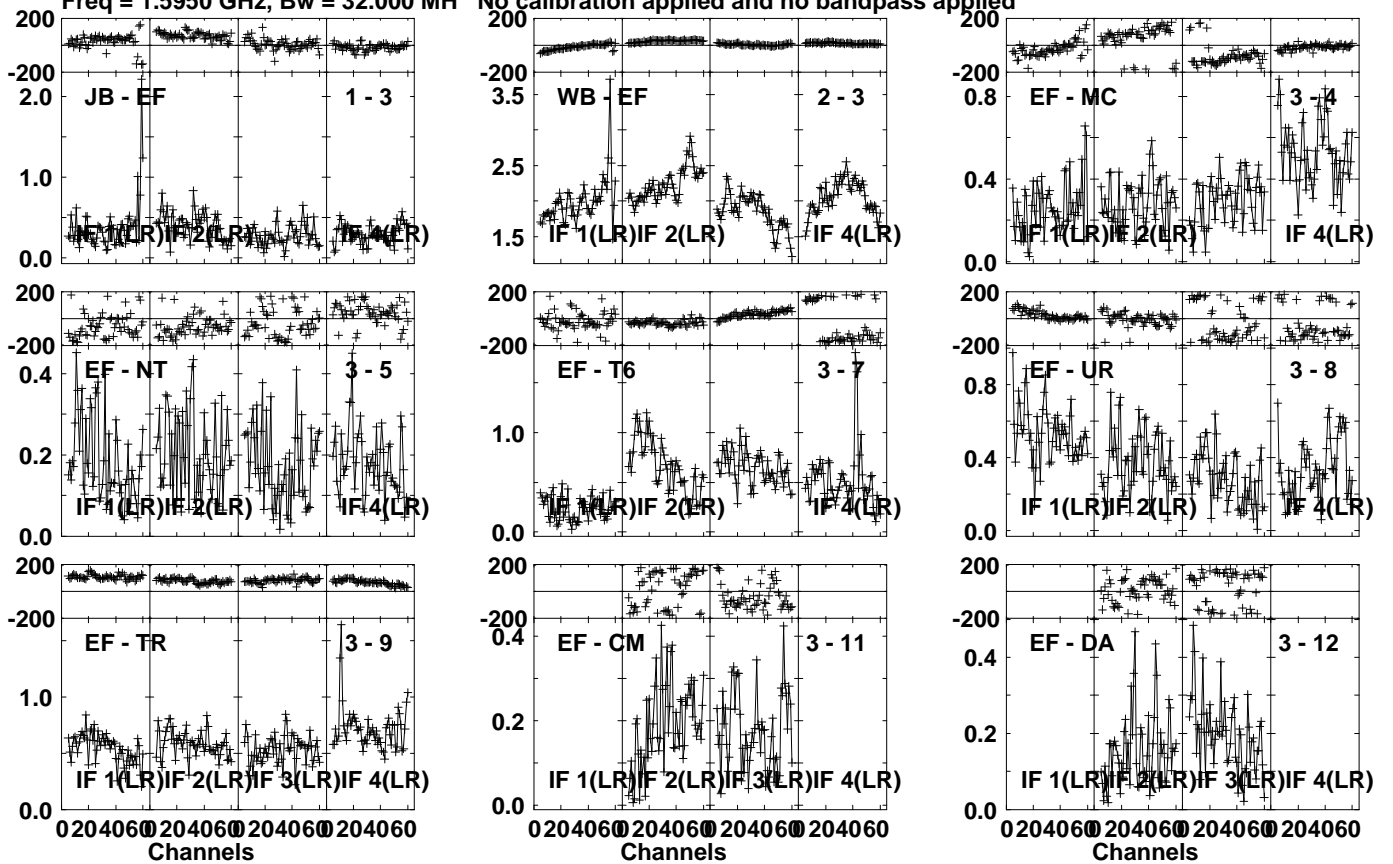 Freq = 1.5950 GHz, Bw = 32.000 MH No calibration applied and no bandpass applied
200
-200
JB - EF
1 - 3
2.0
1.0
0.0
IF 1(LR)
IF 2(LR)
IF 4(LR)
200
-200
WB - EF
2 - 3
3.5
2.5
1.5
IF 1(LR)
IF 2(LR)
IF 4(LR)
200
-200
EF - MC
3 - 4
0.8
0.4
0.0
IF 1(LR)
IF 2(LR)
IF 4(LR)
200
-200
EF - NT
3 - 5
0.4
0.2
0.0
IF 1(LR)
IF 2(LR)
IF 4(LR)
200
-200
EF - T6
3 - 7
1.0
0.0
IF 1(LR)
IF 2(LR)
IF 4(LR)
200
-200
EF - UR
3 - 8
0.8
0.4
0.0
IF 1(LR)
IF 2(LR)
IF 4(LR)
200
-200
EF - TR
3 - 9
1.0
0.0
IF 1(LR)
IF 2(LR)
IF 3(LR)
IF 4(LR)
0 20 40 60 0 20 40 60 0 20 40 60 0 20 40 60
Channels
200
-200
EF - CM
3 - 11
0.4
0.2
0.0
IF 1(LR)
IF 2(LR)
IF 3(LR)
IF 4(LR)
0 20 40 60 0 20 40 60 0 20 40 60 0 20 40 60
Channels
200
-200
EF - DA
3 - 12
0.4
0.2
0.0
IF 1(LR)
IF 2(LR)
IF 3(LR)
IF 4(LR)
0 20 40 60 0 20 40 60 0 20 40 60 0 20 40 60
Channels